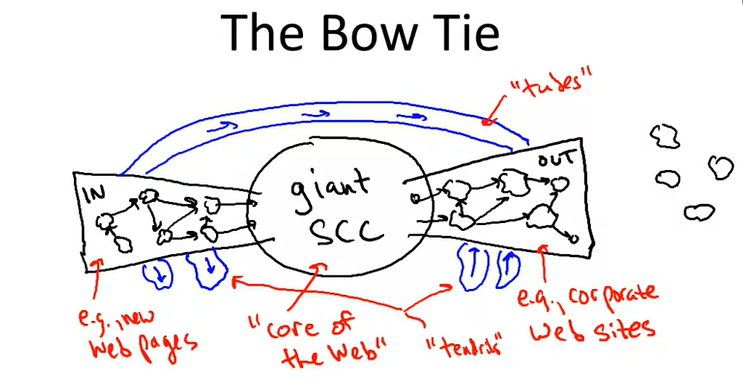 The Bow Tie
"tubes"
IN
OUT
giant
SCC
e.g., new
web pages
"core of
the web"
"tendrils"
e.g., corporate
web sites